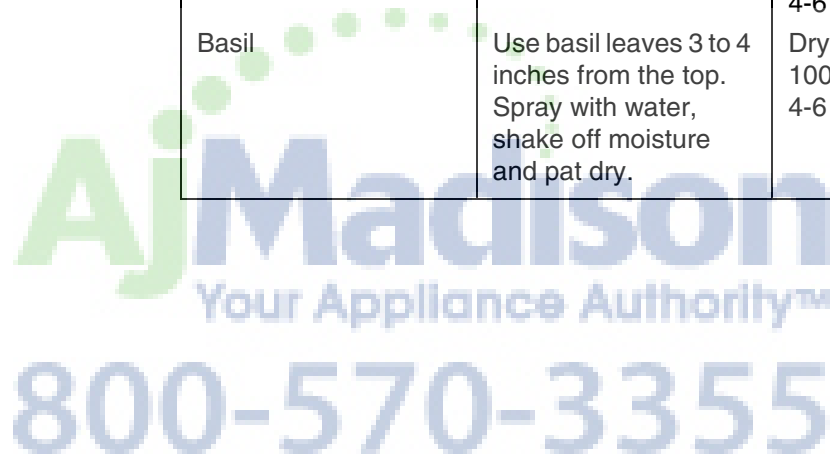 4-6
Basil
Use basil leaves 3 to 4
inches from the top.
Spray with water,
shake off moisture
and pat dry.
Dry
100
4-6
AjMadison
Your Appliance Authority™
800-570-3355